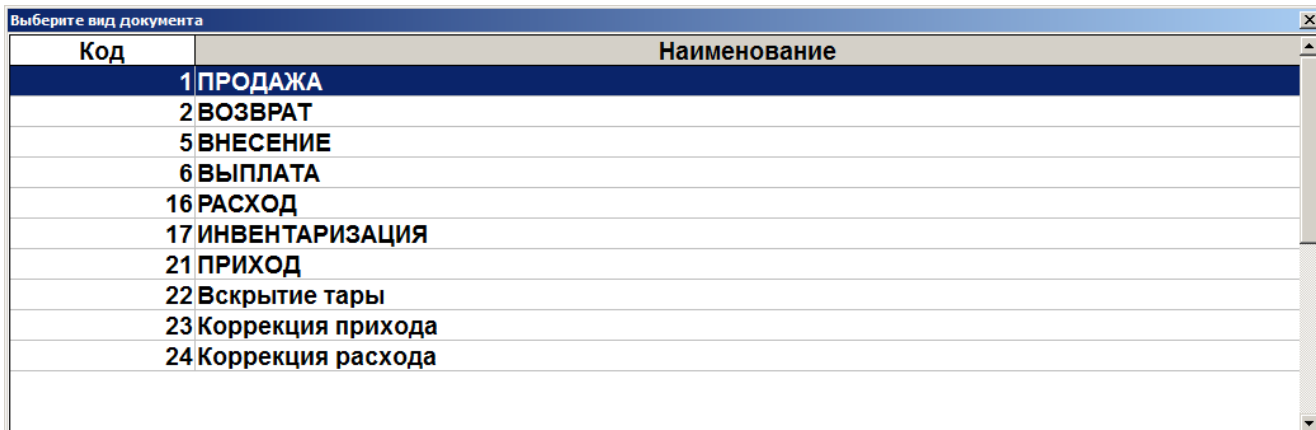 Выберите вид документа
Код Наименование
1 ПРОДАЖА
2 ВОЗВРАТ
5 ВНЕСЕНИЕ
6 ВЫПЛАТА
16 РАСХОД
17 ИНВЕНТАРИЗАЦИЯ
21 ПРИХОД
22 Вскрытие тары
23 Коррекция прихода
24 Коррекция расхода